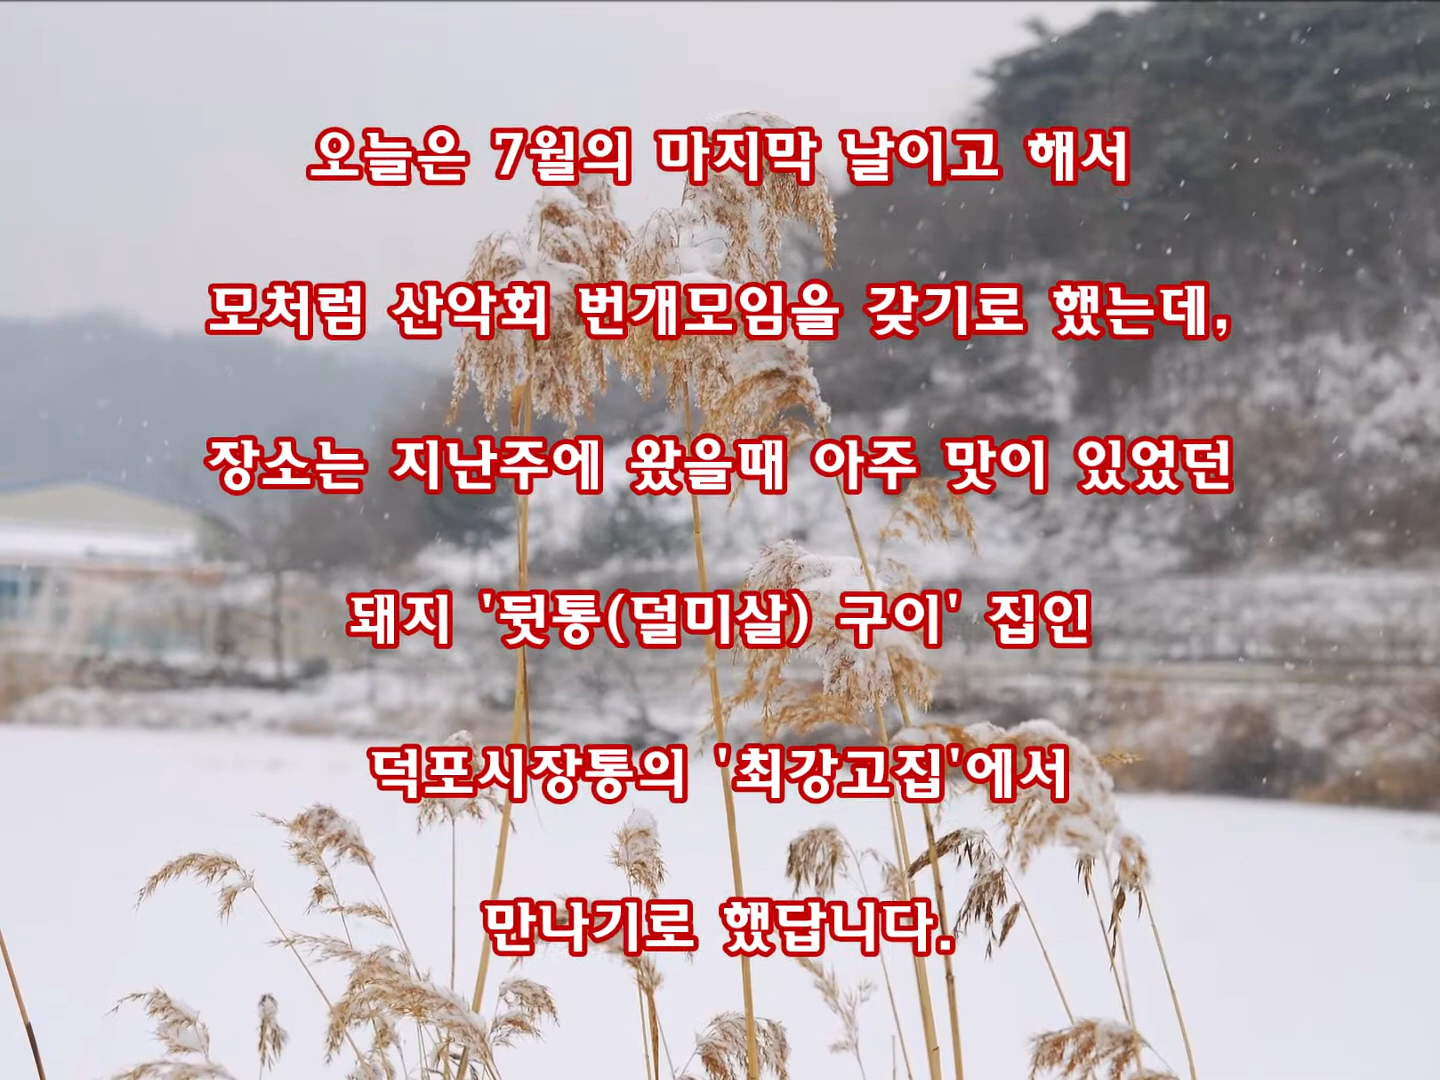 오늘은 7월의 마지막 날이고 해서
모처럼 산악회 번개모임을 갖기로 했는데,
장소는 지난주에 왔을때 아주 맛이 있었던
돼지 '뒷통(덜미살) 구이' 집인
덕포시장통의 '최강고집'에서
만나기로 했답니다.